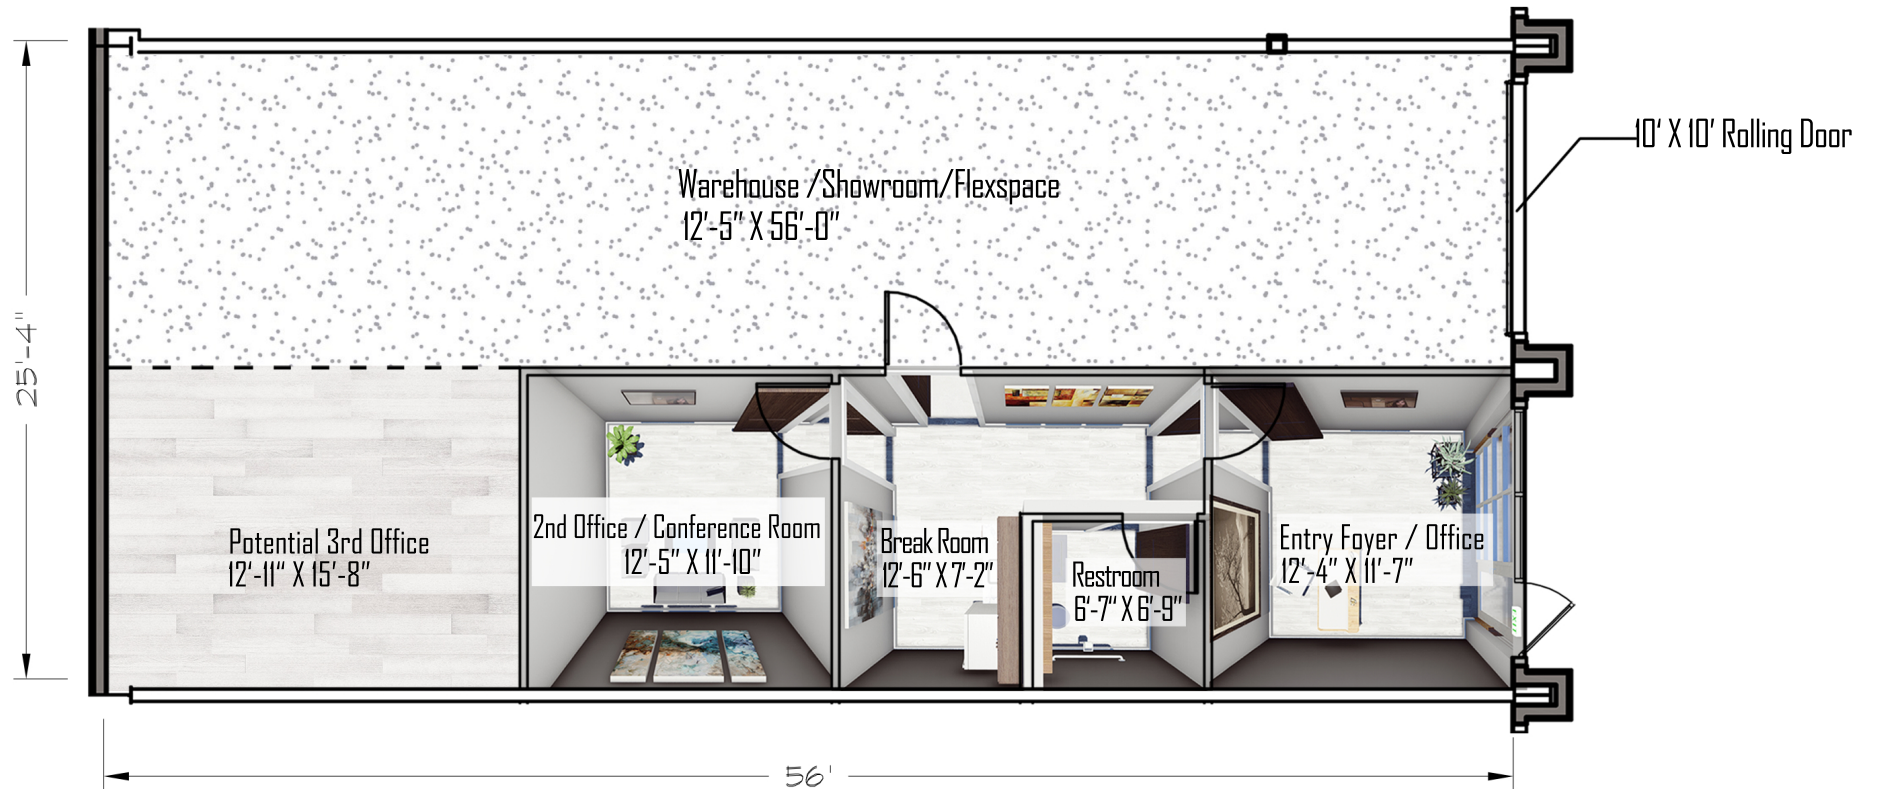 10' X 10' Rolling Door
Warehouse /Showroom/Flexspace
12'-5" X 56'-0"
25'-4"
2nd Office / Conference Room
12'-5" X 11'-10"
Potential 3rd Office
12'-11" X 15'-8"
Break Room
12'-6" X 7'-2"
Restroom
6'-7" X 6'-9"
Entry Foyer / Office
12'-4" X 11'-7"
EXIT
56'